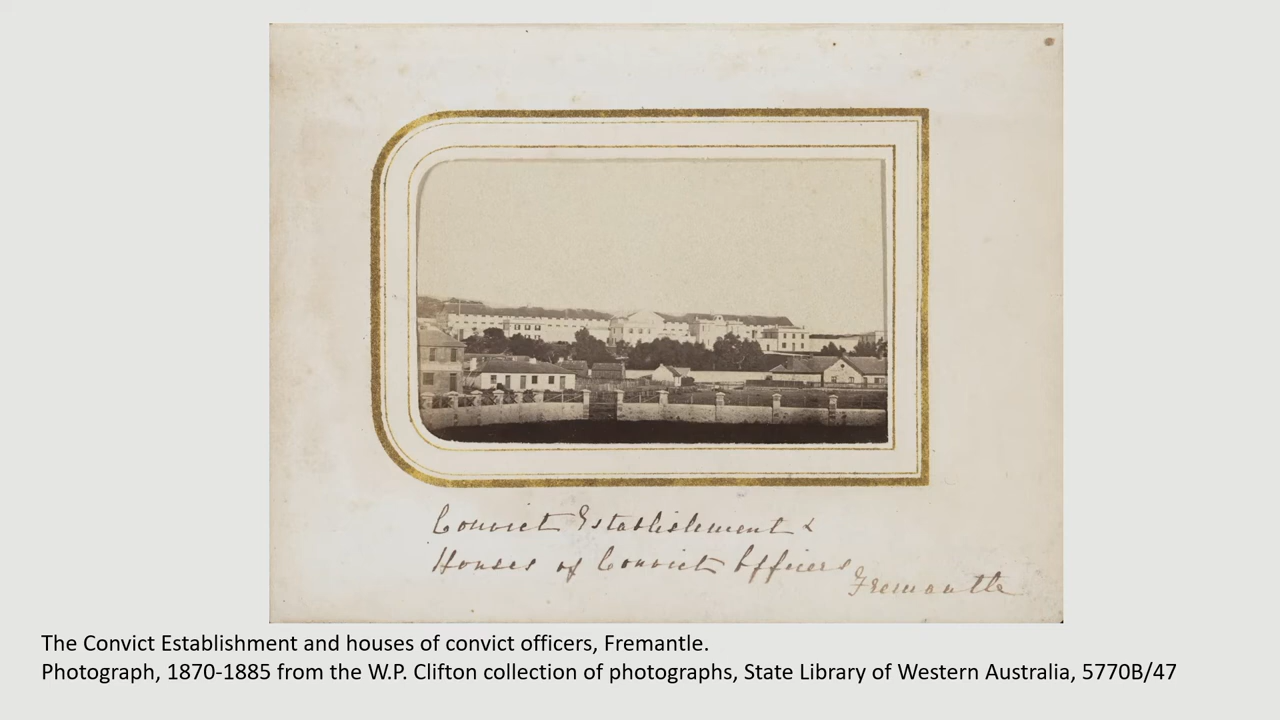 Convict Establishement &
Houses of Convict Officers
Fremantle
The Convict Establishment and houses of convict officers, Fremantle.
Photograph, 1870-1885 from the W.P. Clifton collection of photographs, State Library of Western Australia, 5770B/47